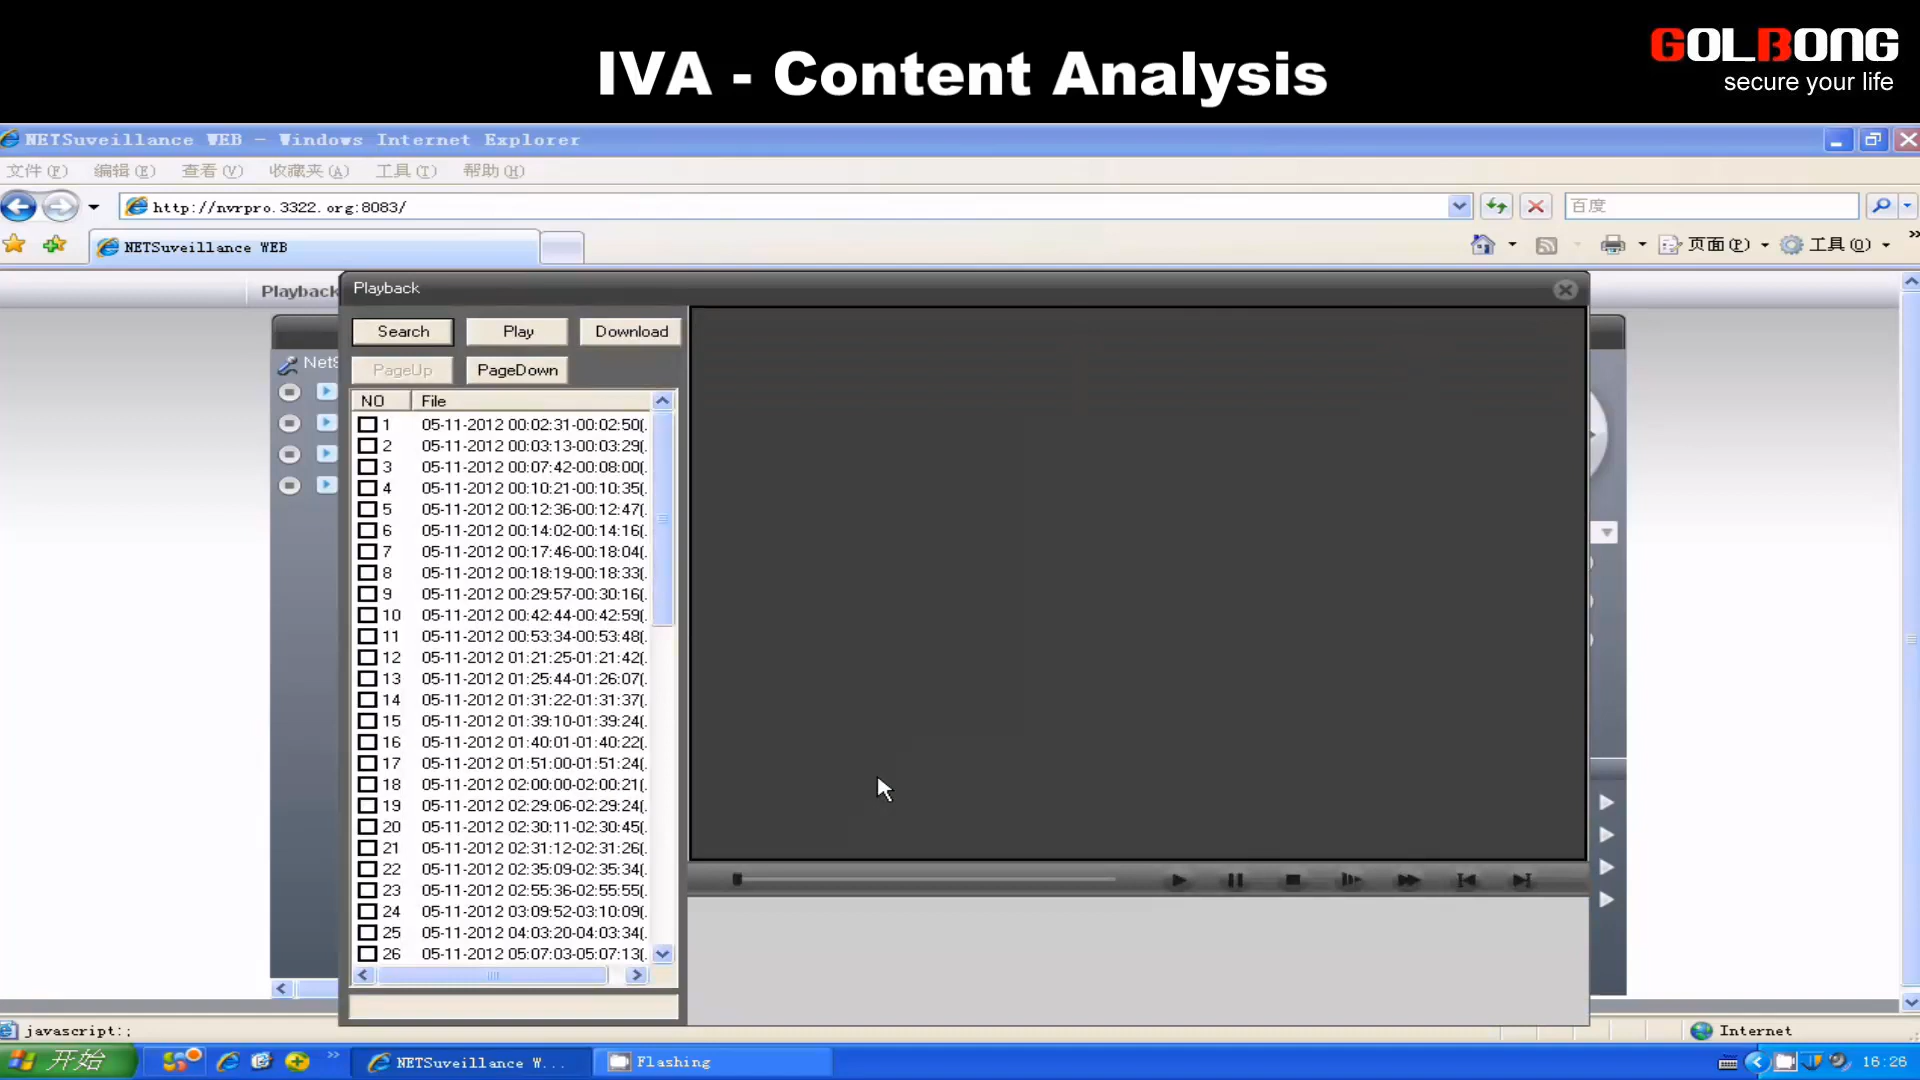 IVA - Content Analysis
GOLBONG
secure your life
NETSuveillance WEB - Windows Internet Explorer
文件(F) 编辑(E) 查看(V) 收藏夹(A) 工具(T) 帮助(H)
http://nvrpro.3322.org:8083/
百度
NETSuveillance WEB
页面(P) 工具(O)
Playback
Playback
Search Play Download
PageUp PageDown
NetS
NO File
1 05-11-2012 00:02:31-00:02:50(.
2 05-11-2012 00:03:13-00:03:29(.
3 05-11-2012 00:07:42-00:08:00(.
4 05-11-2012 00:10:21-00:10:35(.
5 05-11-2012 00:12:36-00:12:47(.
6 05-11-2012 00:14:02-00:14:16(.
7 05-11-2012 00:17:46-00:18:04(.
8 05-11-2012 00:18:19-00:18:33(.
9 05-11-2012 00:29:57-00:30:16(.
10 05-11-2012 00:42:44-00:42:59(.
11 05-11-2012 00:53:34-00:53:48(.
12 05-11-2012 01:21:25-01:21:42(.
13 05-11-2012 01:25:44-01:26:07(.
14 05-11-2012 01:31:22-01:31:37(.
15 05-11-2012 01:39:10-01:39:24(.
16 05-11-2012 01:40:01-01:40:22(.
17 05-11-2012 01:51:00-01:51:24(.
18 05-11-2012 02:00:00-02:00:21(.
19 05-11-2012 02:29:06-02:29:24(.
20 05-11-2012 02:30:11-02:30:45(.
21 05-11-2012 02:31:12-02:31:26(.
22 05-11-2012 02:35:09-02:35:34(.
23 05-11-2012 02:55:36-02:55:55(.
24 05-11-2012 03:09:52-03:10:09(.
25 05-11-2012 04:03:20-04:03:34(.
26 05-11-2012 05:07:03-05:07:13(.
javascript:;
Internet
开始
NETSuveillance W...
Flashing
16:26